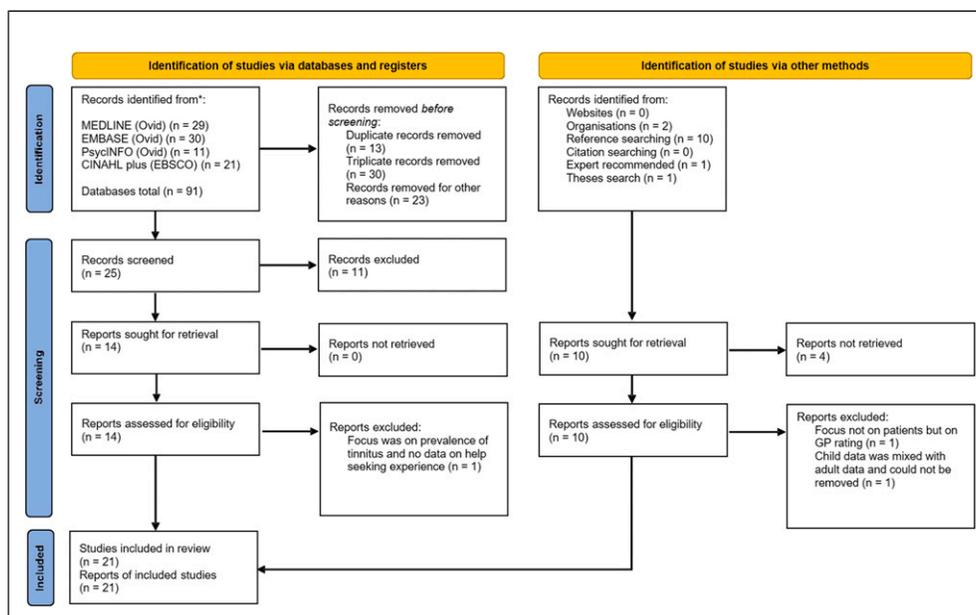 Identification of studies via databases and registers
Identification of studies via other methods
Identification
Records identified from*:
MEDLINE (Ovid) (n = 29)
EMBASE (Ovid) (n = 30)
PsycINFO (Ovid) (n = 11)
CINAHL plus (EBSCO) (n = 21)
Databases total (n = 91)
Records removed before
screening:
Duplicate records removed
(n = 13)
Triplicate records removed
(n = 30)
Records removed for other
reasons (n = 23)
Records identified from:
Websites (n = 0)
Organisations (n = 2)
Reference searching (n = 10)
Citation searching (n = 0)
Expert recommended (n = 1)
Theses search (n = 1)
Screening
Records screened
(n = 25)
Records excluded
(n = 11)
Reports sought for retrieval
(n = 14)
Reports not retrieved
(n = 0)
Reports sought for retrieval
(n = 10)
Reports not retrieved
(n = 4)
Reports assessed for eligibility
(n = 14)
Reports excluded:
Focus was on prevalence of
tinnitus and no data on help
seeking experience (n = 1)
Reports assessed for eligibility
(n = 10)
Reports excluded:
Focus not on patients but on
GP rating (n = 1)
Child data was mixed with
adult data and could not be
removed (n = 1)
Included
Studies included in review
(n = 21)
Reports of included studies
(n = 21)